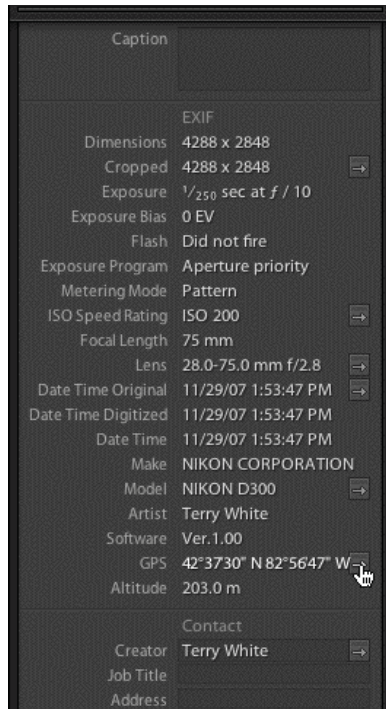 Caption
EXIF
Dimensions 4288 x 2848
Cropped 4288 x 2848
Exposure 1/250 sec at ƒ / 10
Exposure Bias 0 EV
Flash Did not fire
Exposure Program Aperture priority
Metering Mode Pattern
ISO Speed Rating ISO 200
Focal Length 75 mm
Lens 28.0-75.0 mm f/2.8
Date Time Original 11/29/07 1:53:47 PM
Date Time Digitized 11/29/07 1:53:47 PM
Date Time 11/29/07 1:53:47 PM
Make NIKON CORPORATION
Model NIKON D300
Artist Terry White
Software Ver.1.00
GPS 42°37'30" N 82°56'47" W
Altitude 203.0 m
Contact
Creator Terry White
Job Title
Address